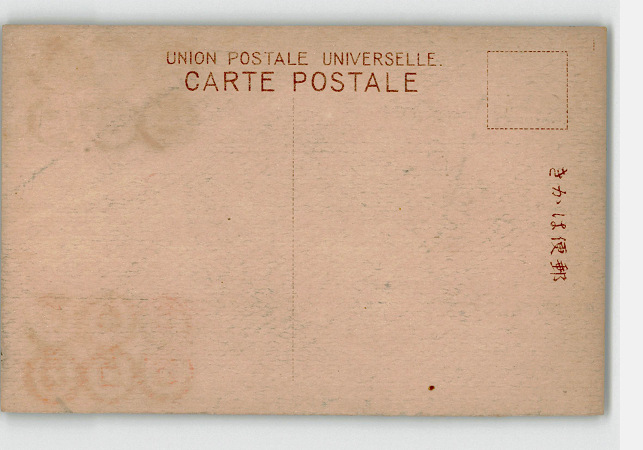 UNION POSTALE UNIVERSELLE.
CARTE POSTALE
きかは便郵